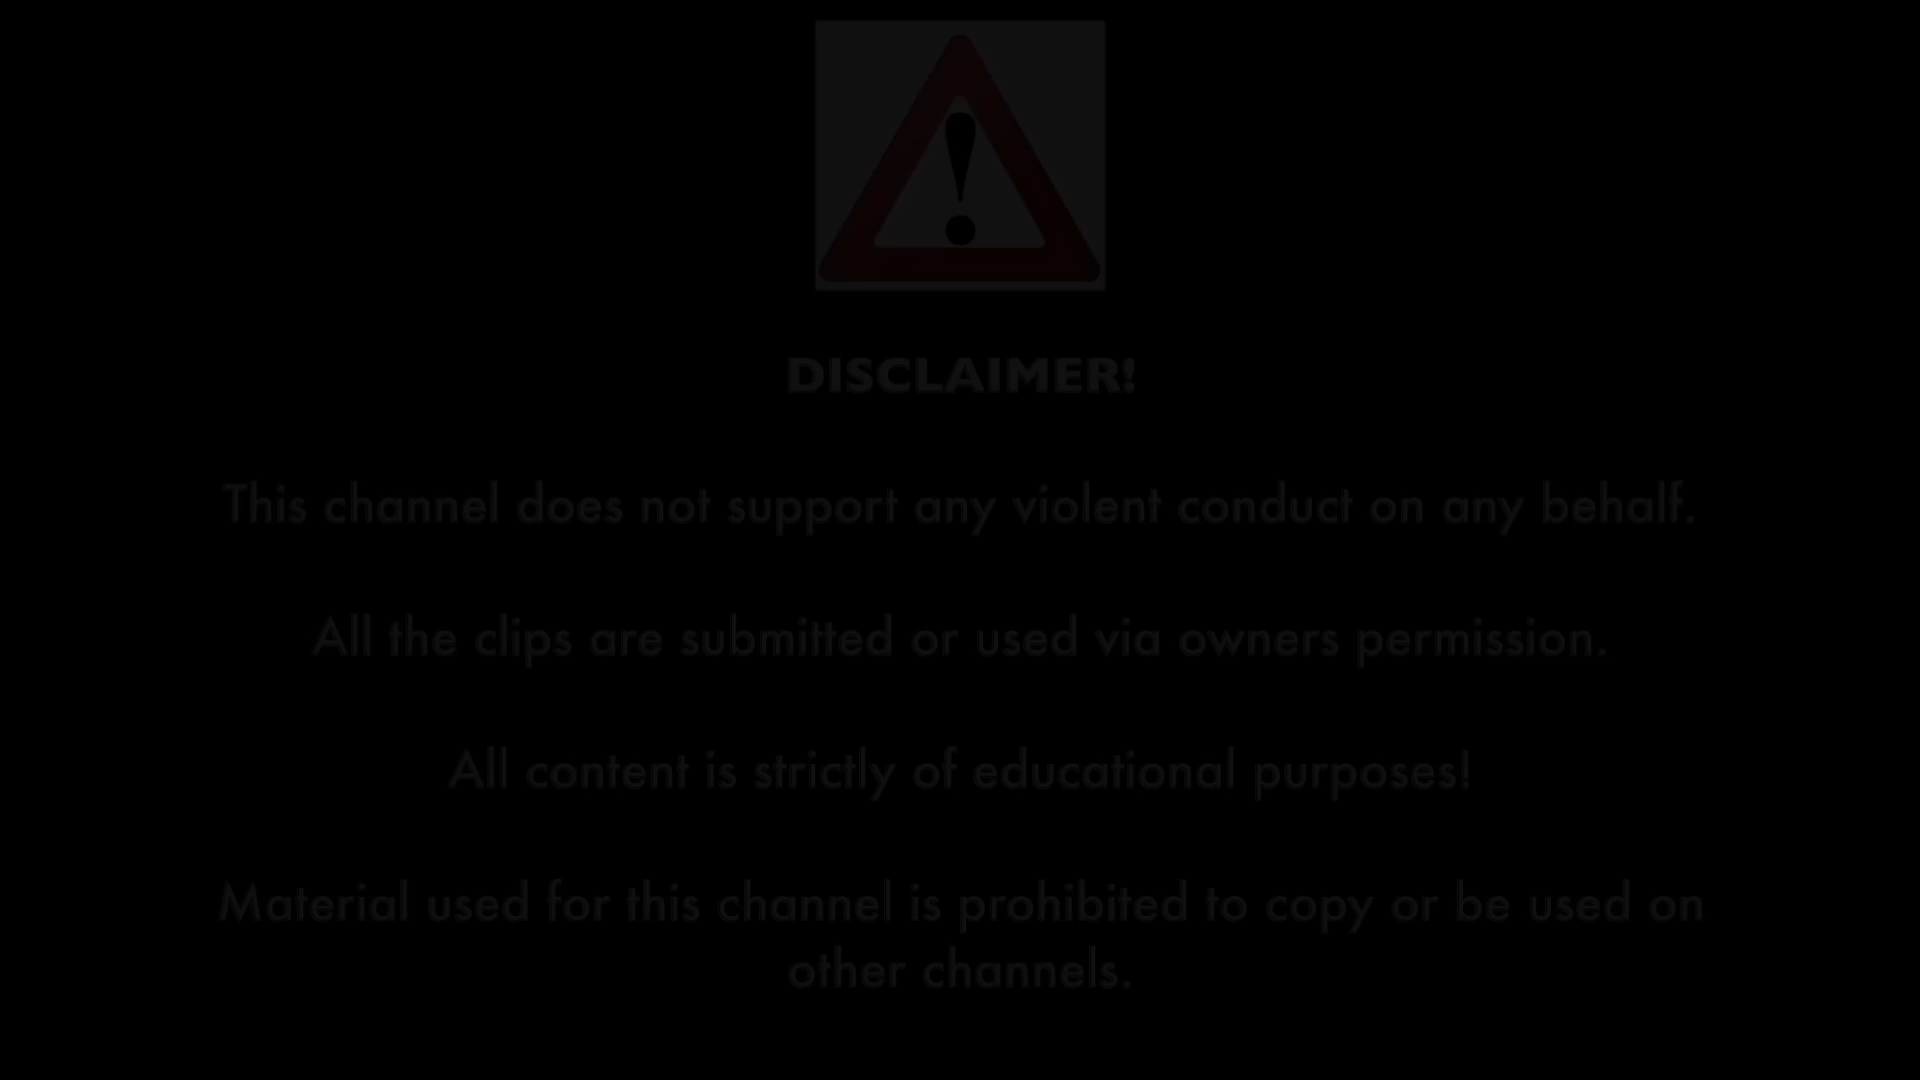 DISCLAIMER!
This channel does not support any violent conduct on any behalf.
All the clips are submitted or used via owners permission.
All content is strictly of educational purposes!
Material used for this channel is prohibited to copy or be used on
other channels.